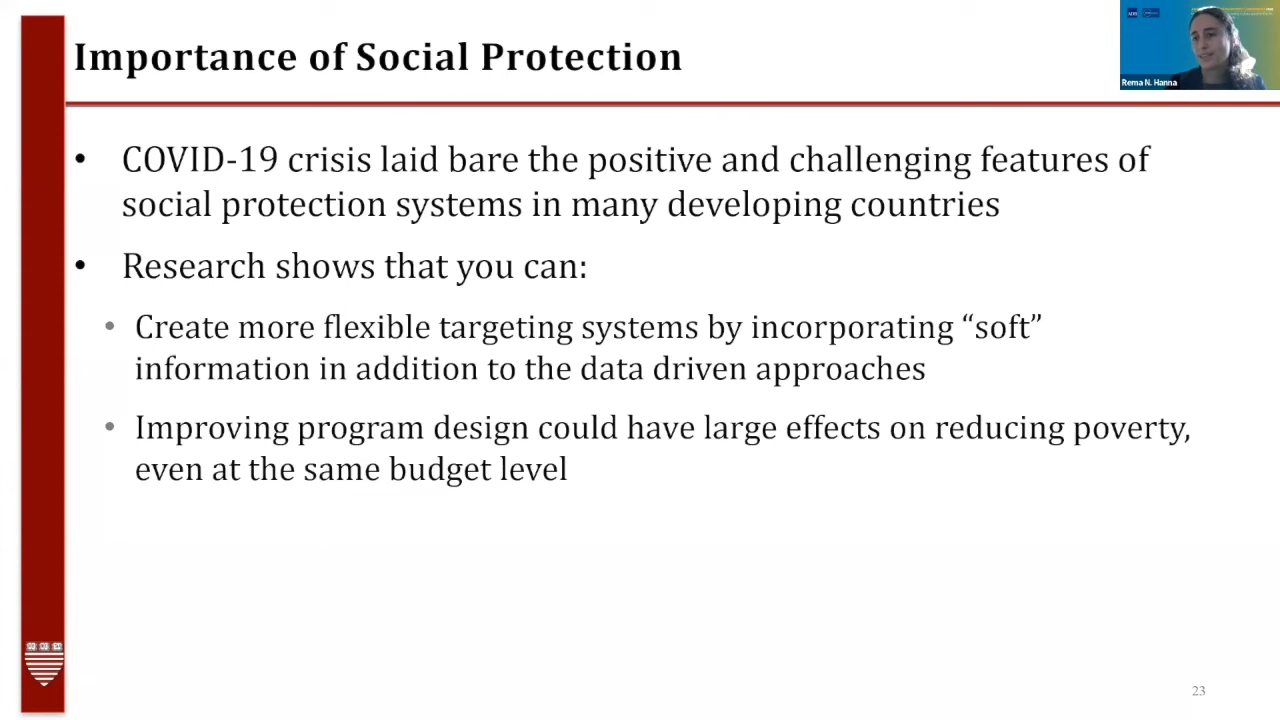 Importance of Social Protection
ADB
Rema N. Hanna
• COVID-19 crisis laid bare the positive and challenging features of
social protection systems in many developing countries
• Research shows that you can:
• Create more flexible targeting systems by incorporating “soft”
information in addition to the data driven approaches
• Improving program design could have large effects on reducing poverty,
even at the same budget level
23